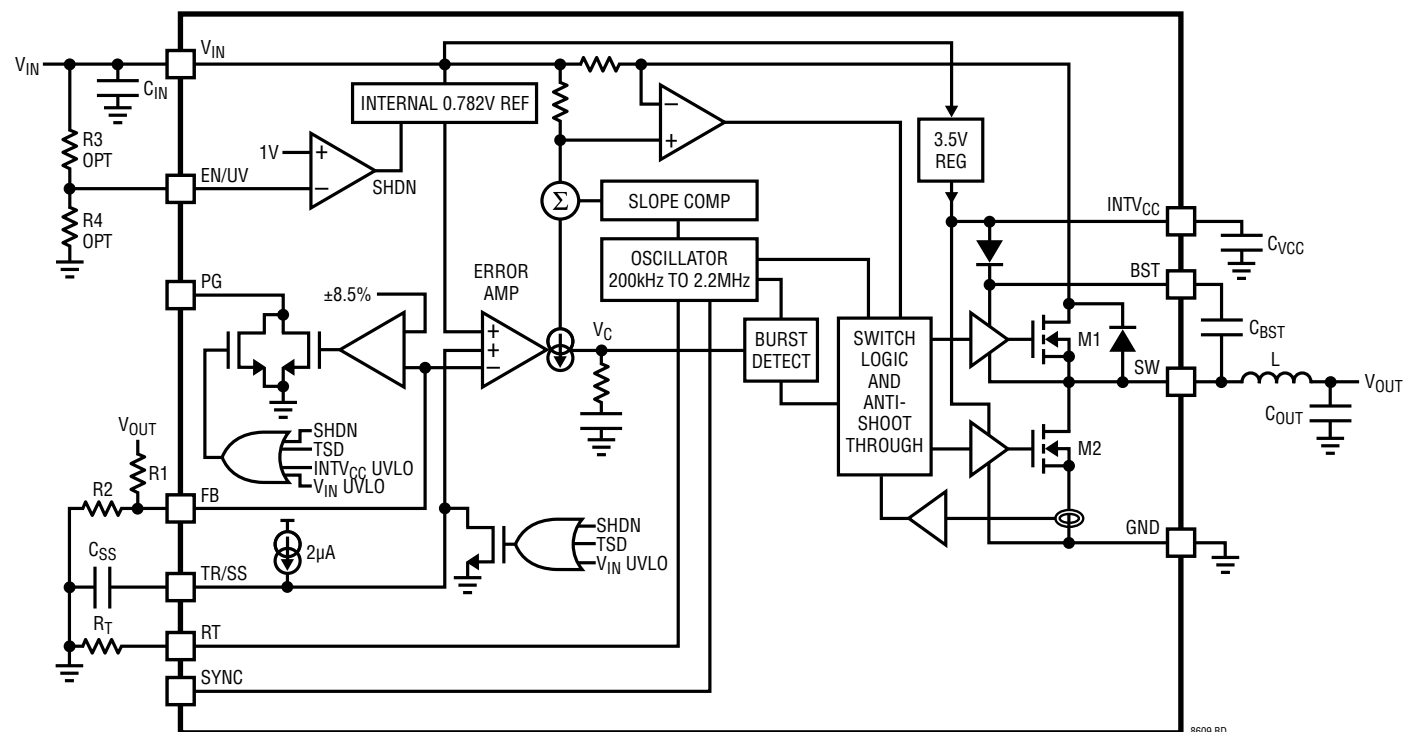 VIN
VIN
CIN
INTERNAL 0.782V REF
R3
OPT
1V
+
−
SHDN
−
+
3.5V
REG
EN/UV
R4
OPT
Σ
SLOPE COMP
INTVCC
CVCC
OSCILLATOR
200kHz TO 2.2MHz
PG
±8.5%
ERROR
AMP
+
+
−
VC
BURST
DETECT
SWITCH
LOGIC
AND
ANTI-
SHOOT
THROUGH
BST
CBST
M1
SW
L
VOUT
COUT
M2
VOUT
SHDN
TSD
INTVCC UVLO
VIN UVLO
R1
R2
FB
2µA
SHDN
TSD
VIN UVLO
GND
CSS
TR/SS
RT
RT
SYNC
8609 BD